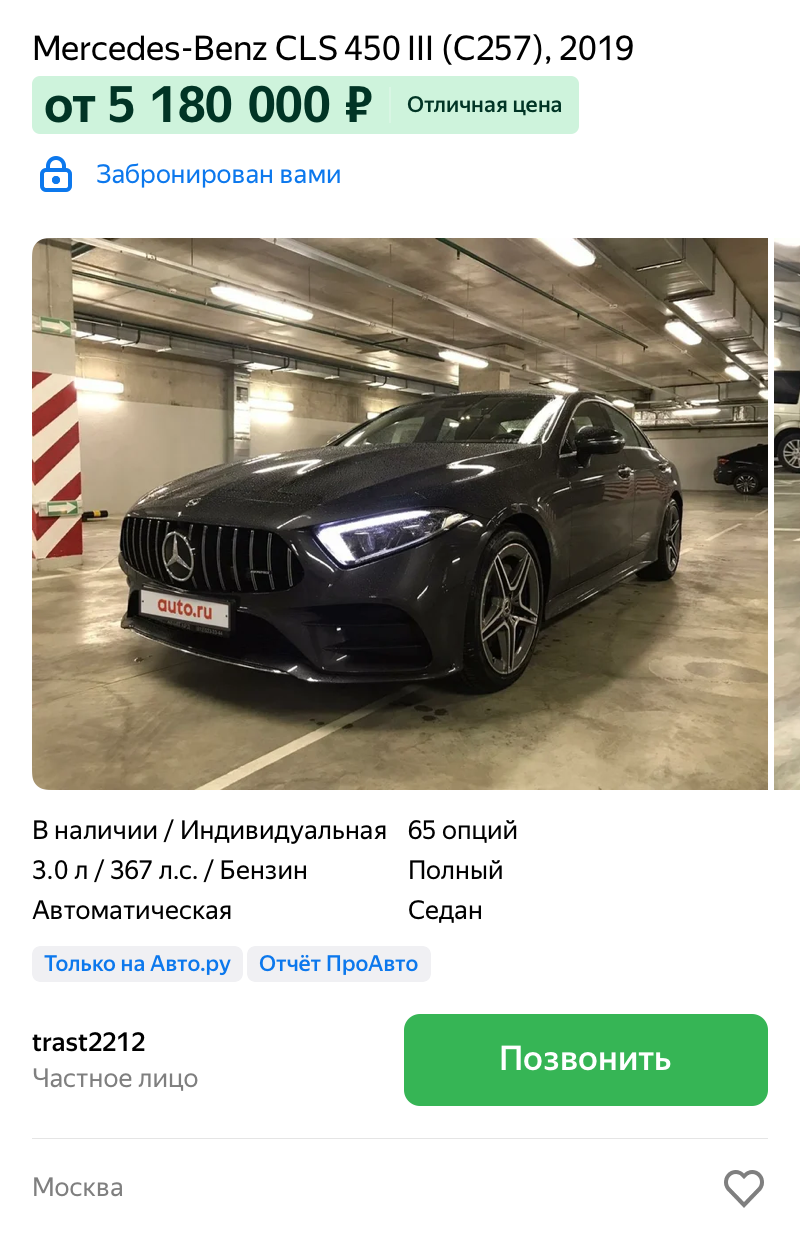 Mercedes-Benz CLS 450 III (C257), 2019
от 5 180 000 ₽ Отличная цена
Забронирован вами
auto.ru
В наличии / Индивидуальная 65 опций
3.0 л / 367 л.с. / Бензин Полный
Автоматическая Седан
Только на Авто.ру Отчёт ПроАвто
trast2212
Частное лицо
Позвонить
Москва